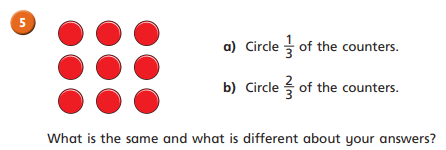 5
a) Circle 1/3 of the counters.
b) Circle 2/3 of the counters.
What is the same and what is different about your answers?